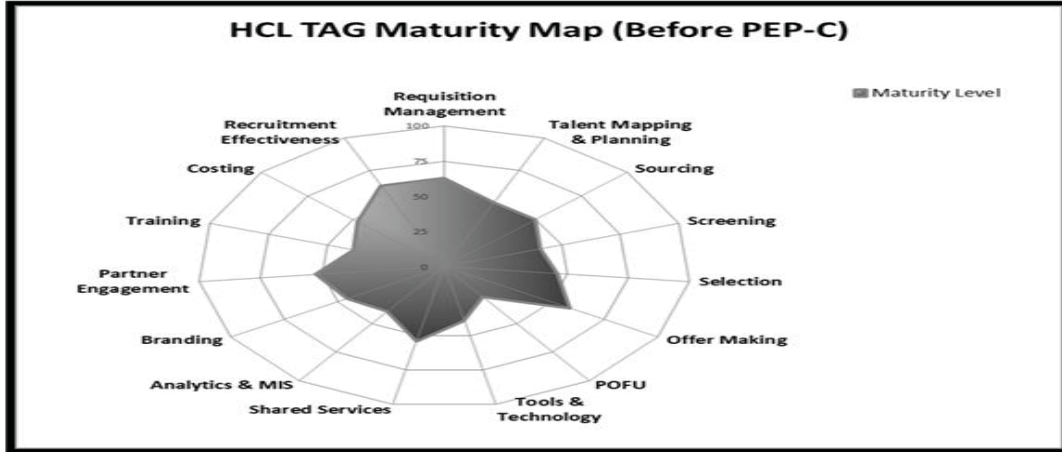 HCL TAG Maturity Map (Before PEP-C)
Maturity Level
Requisition
Management
100
75
50
25
0
Talent Mapping
& Planning
Sourcing
Screening
Selection
Offer Making
POFU
Tools &
Technology
Shared Services
Analytics & MIS
Branding
Partner
Engagement
Training
Costing
Recruitment
Effectiveness